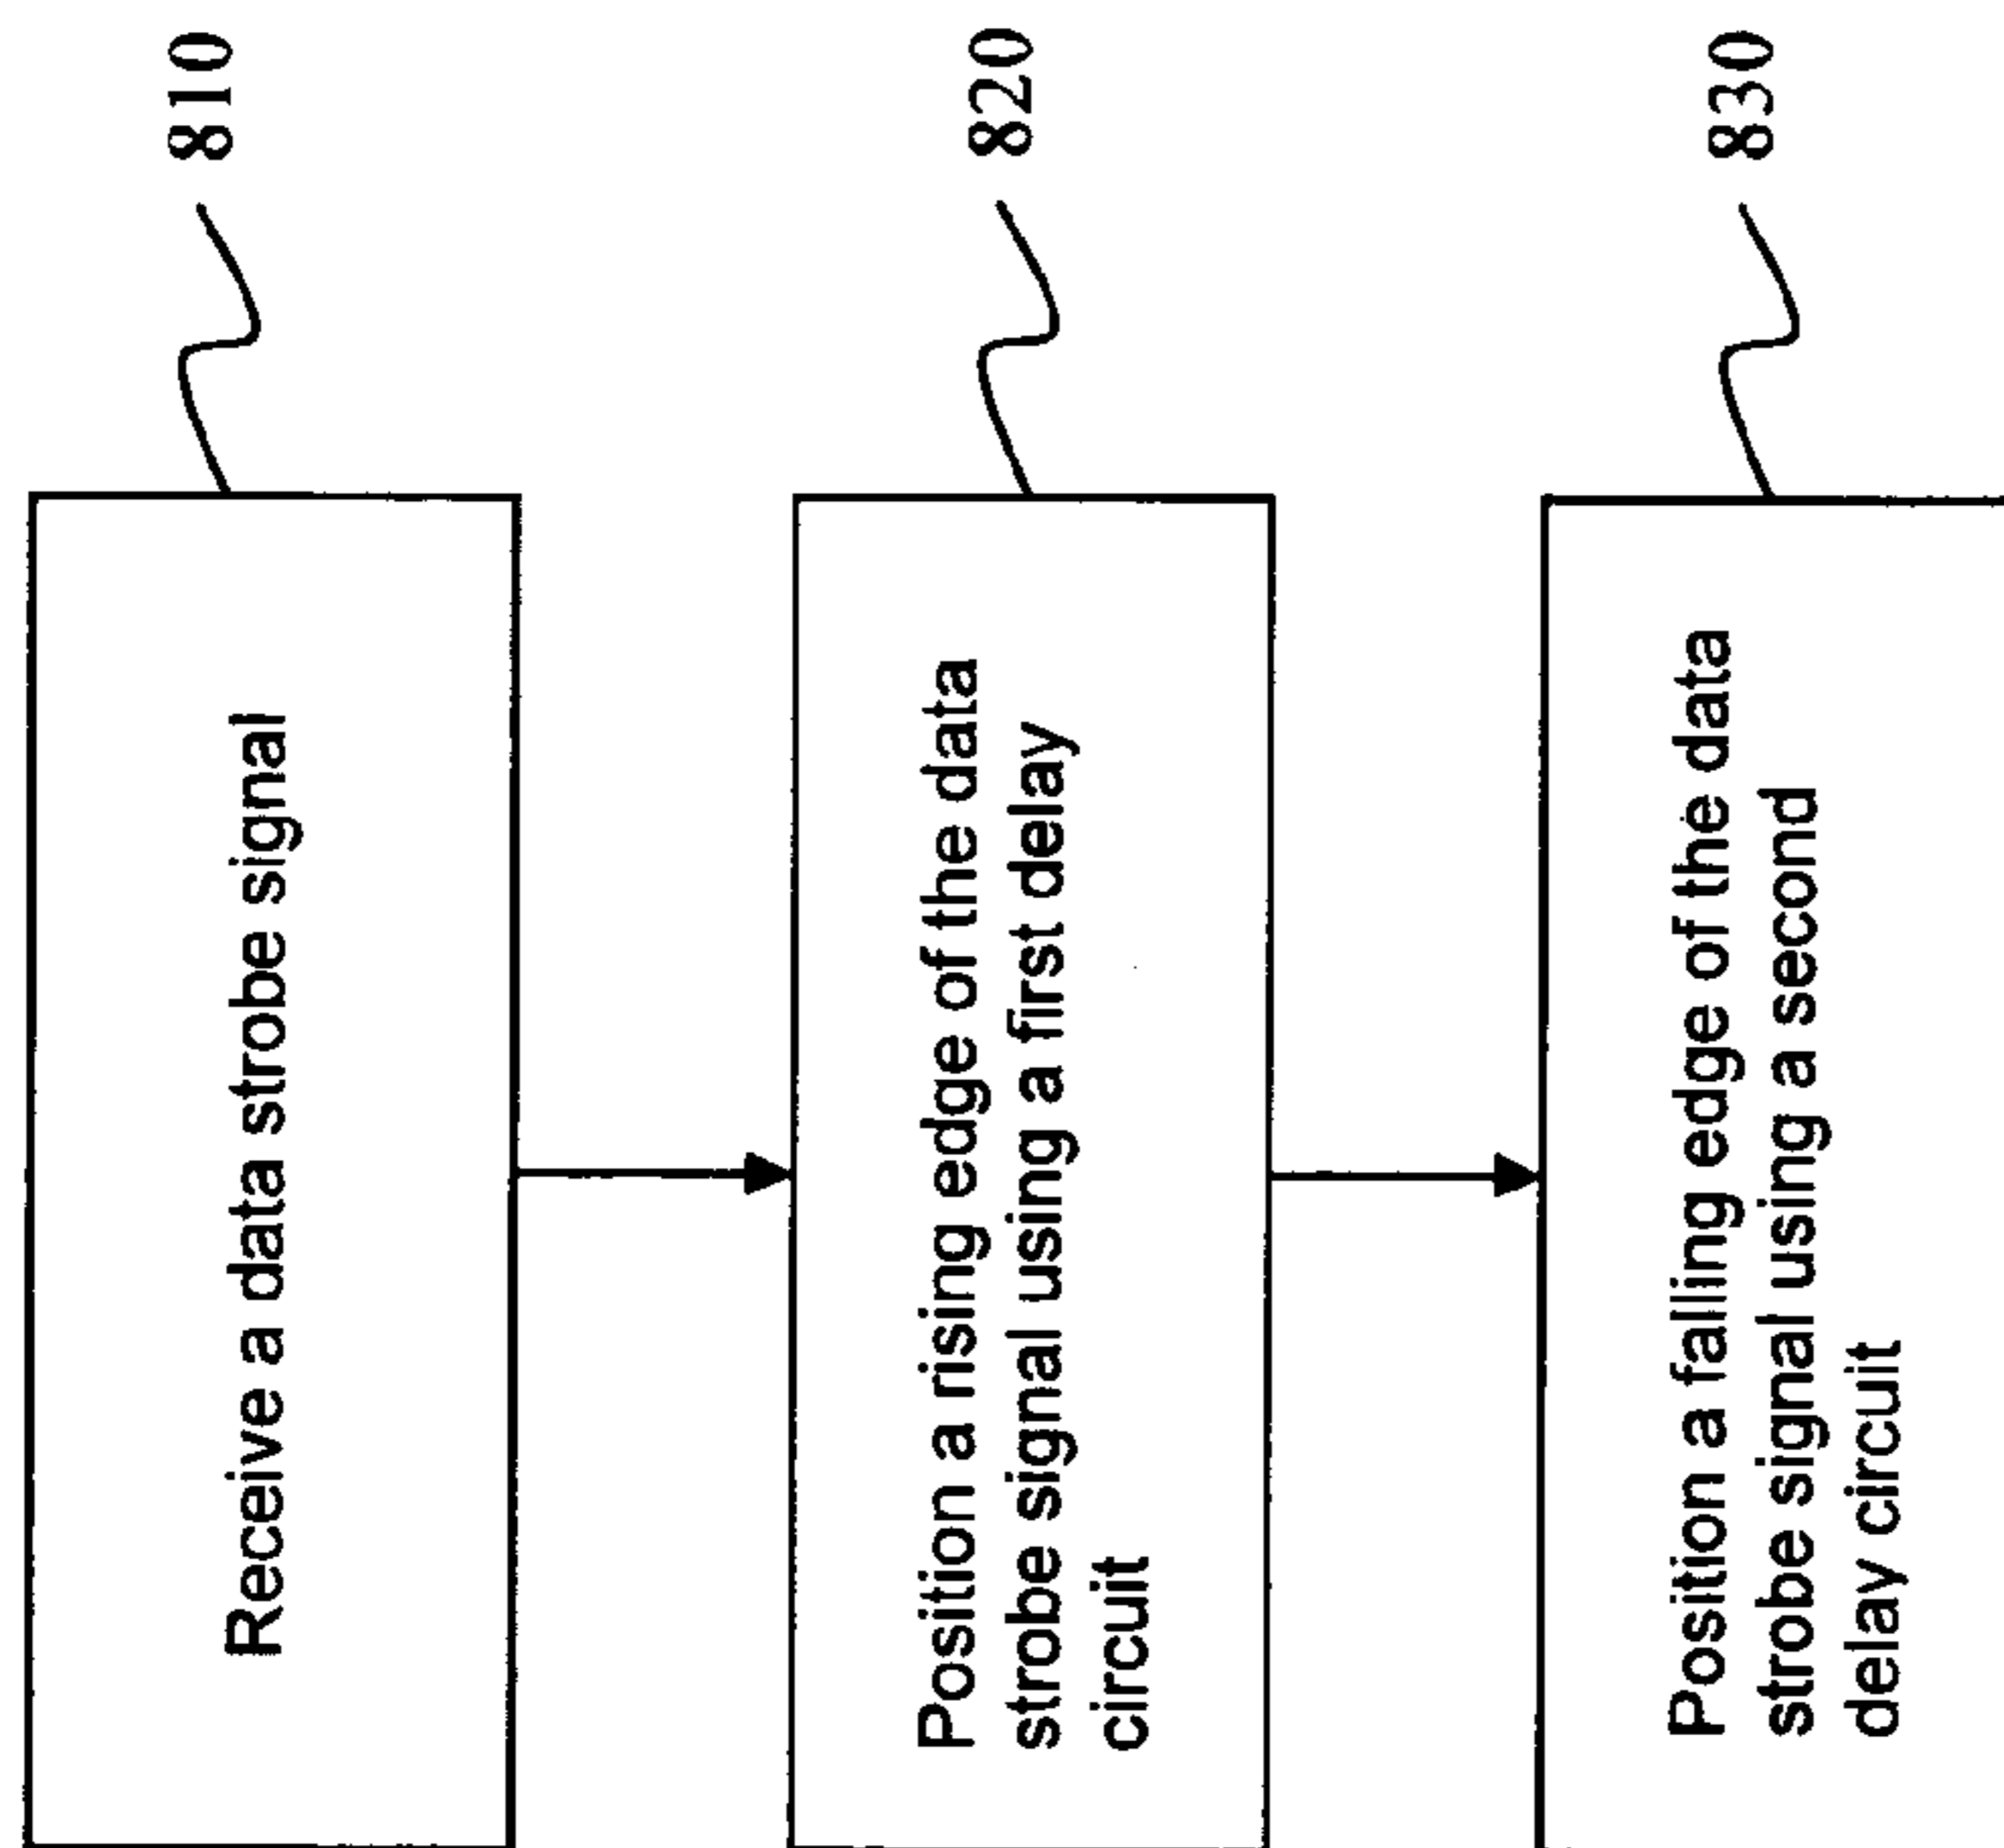 Receive a data strobe signal
810
Position a rising edge of the data
strobe signal using a first delay
circuit
820
Position a falling edge of the data
strobe signal using a second
delay circuit
830